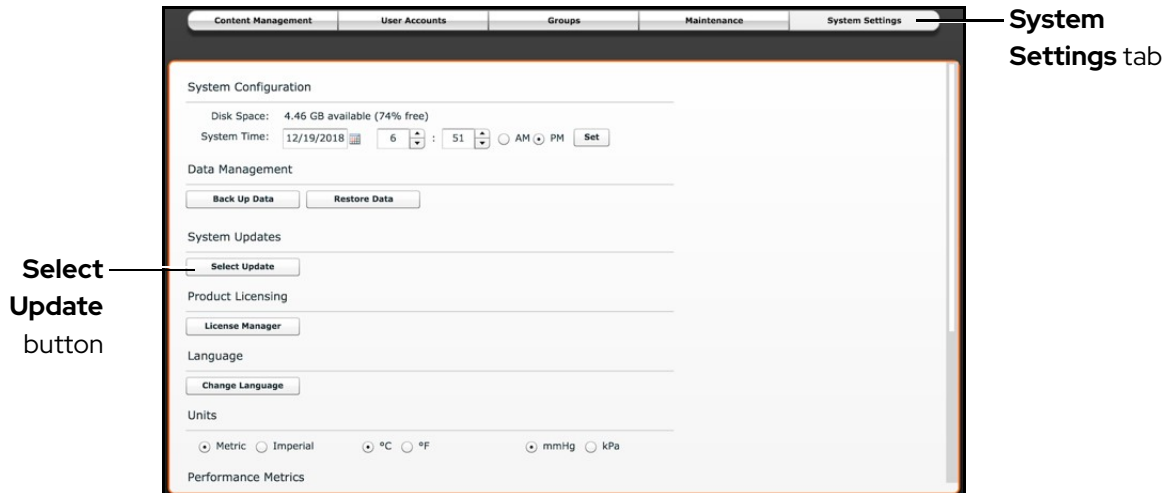 Content Management User Accounts Groups Maintenance System Settings
System
Settings tab
System Configuration
Disk Space: 4.46 GB available (74% free)
System Time: 12/19/2018 6 : 51 AM PM Set
Data Management
Back Up Data Restore Data
System Updates
Select Update
Select
Update
button
Product Licensing
License Manager
Language
Change Language
Units
Metric Imperial °C °F mmHg kPa
Performance Metrics